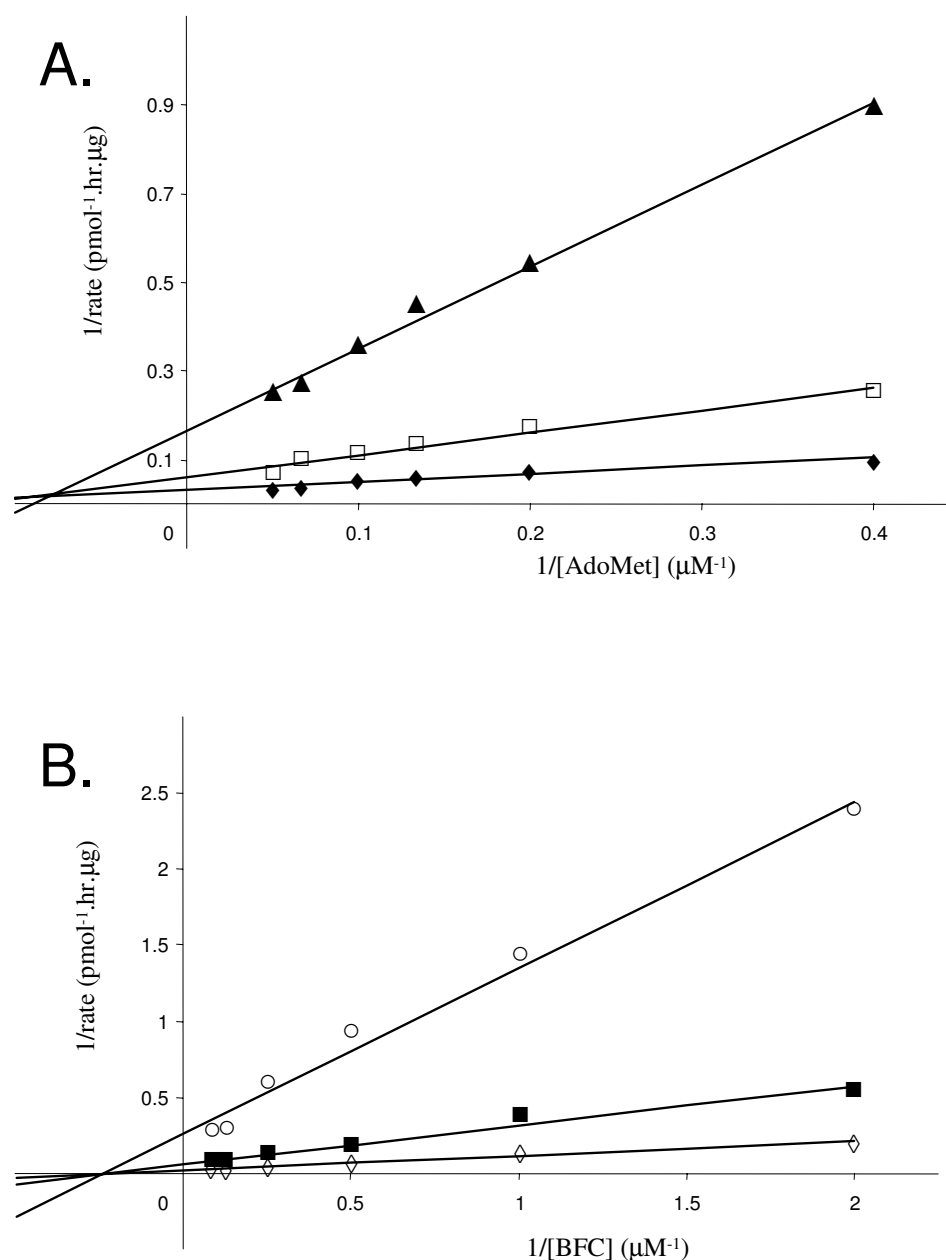 A.
1/rate (pmol⁻¹.hr.µg)
0.9
0.7
0.5
0.3
0.1
0 0.1 0.2 0.3 0.4
1/[AdoMet] (µM⁻¹)
B.
1/rate (pmol⁻¹.hr.µg)
2.5
2
1.5
1
0.5
0 0.5 1 1.5 2
1/[BFC] (µM⁻¹)